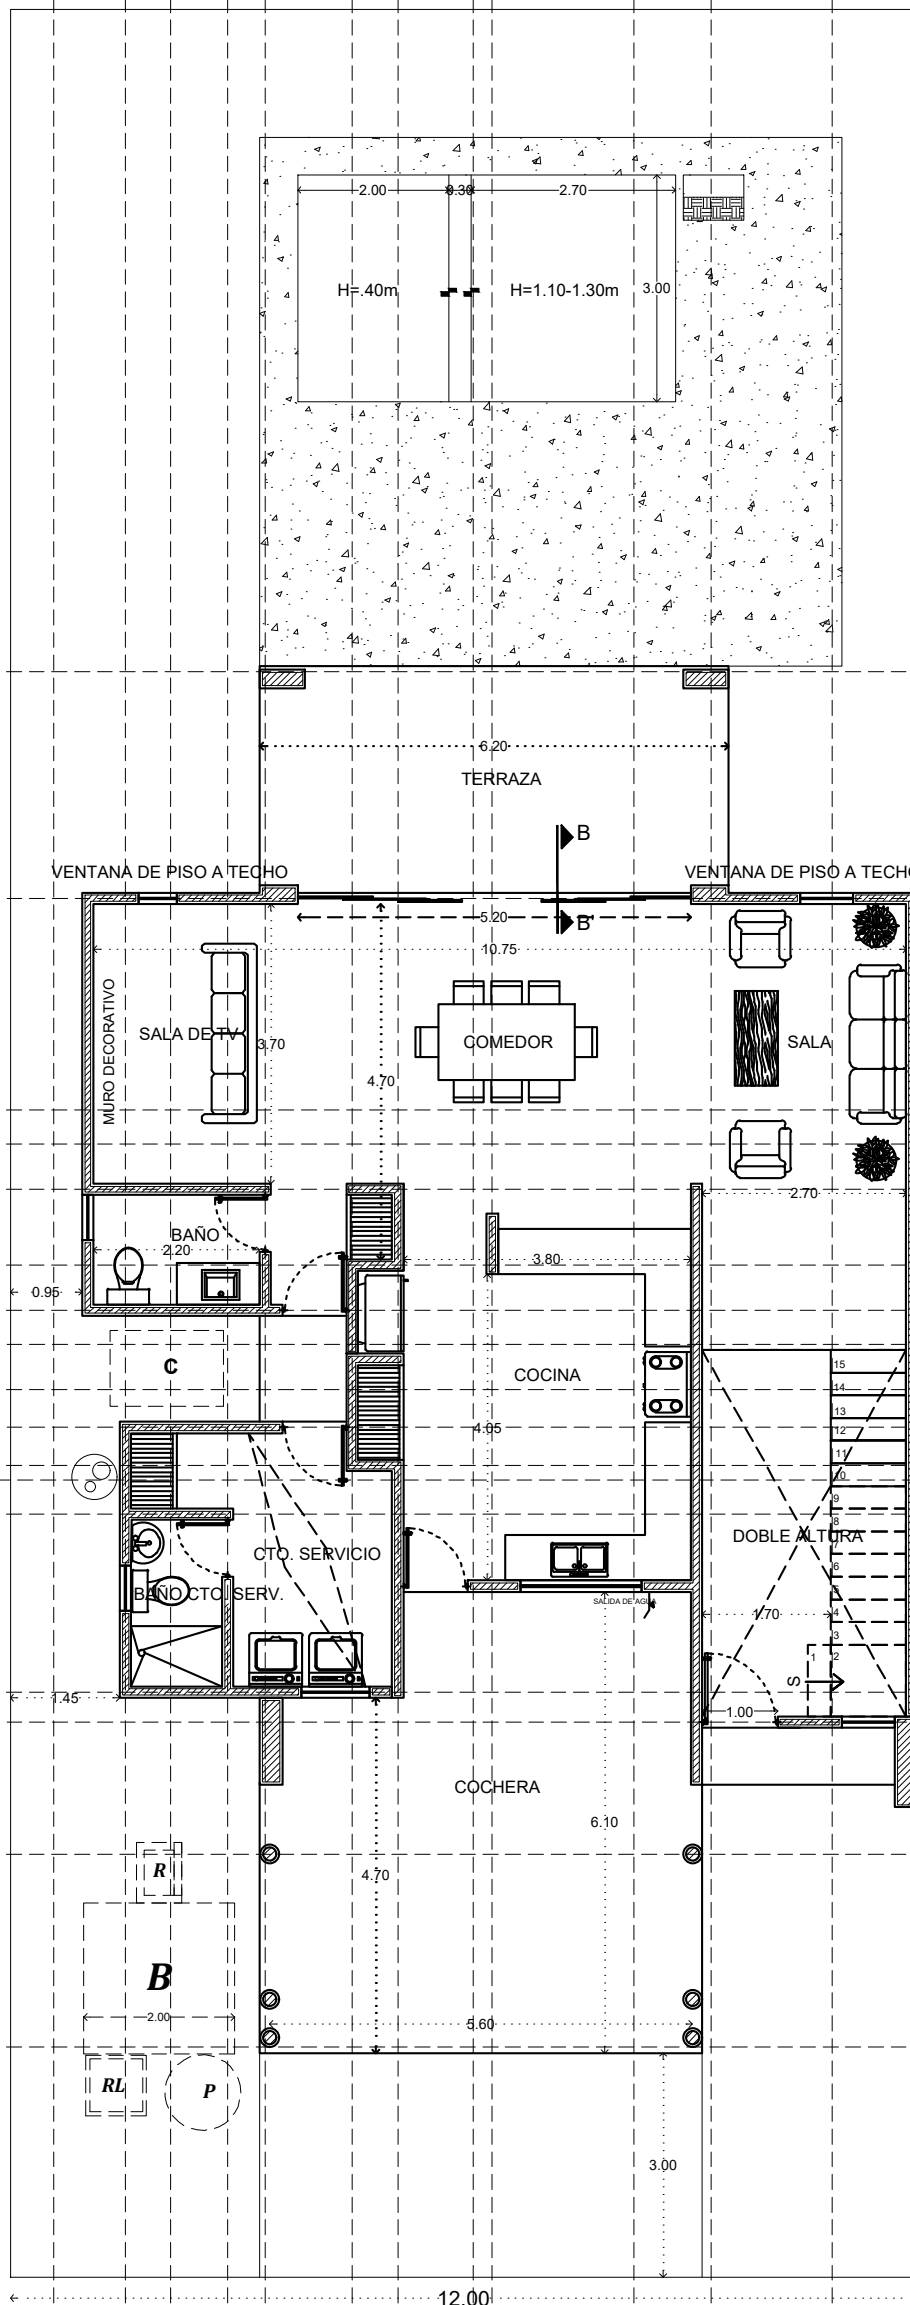 2.00
0.30
2.70
H=.40m
H=1.10-1.30m
3.00
6.20
TERRAZA
B
VENTANA DE PISO A TECHO
VENTANA DE PISO A TECHO
5.20
B'
10.75
MURO DECORATIVO
SALA DE TV
3.70
COMEDOR
SALA
4.70
2.70
BAÑO
2.20
3.80
0.95
C
COCINA
4.05
15
14
13
12
11
10
9
8
7
6
5
4
3
2
1
DOBLE ALTURA
CTO. SERVICIO
BAÑO CTO. SERV.
SALIDA DE AGUA
1.70
S
1.45
1.00
COCHERA
6.10
4.70
R
B
2.00
5.60
RL
P
3.00
12.00